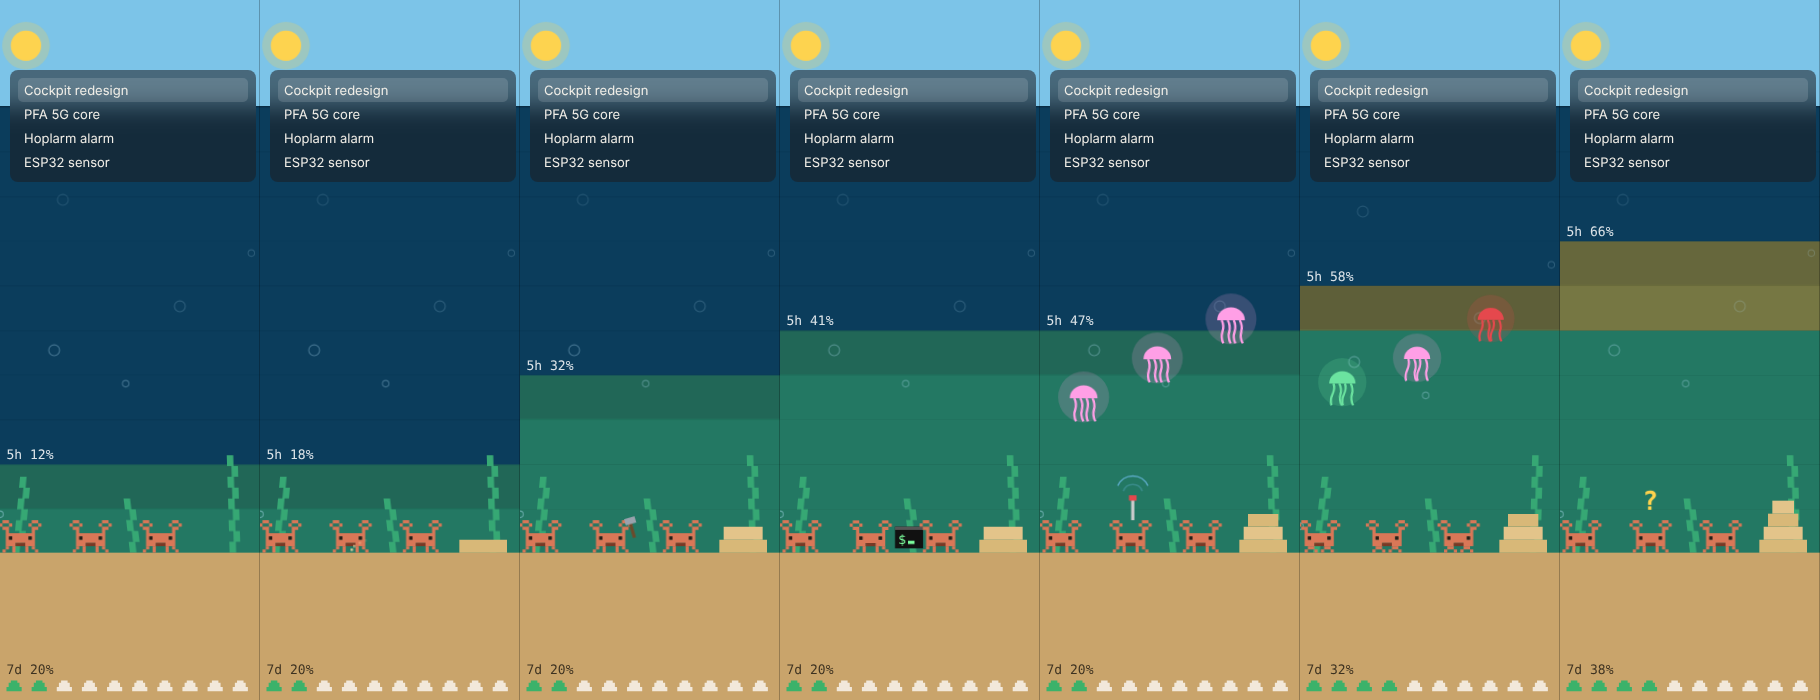 Cockpit redesign
PFA 5G core
Hoplarm alarm
ESP32 sensor
5h 12%
7d 20%
Cockpit redesign
PFA 5G core
Hoplarm alarm
ESP32 sensor
5h 18%
7d 20%
Cockpit redesign
PFA 5G core
Hoplarm alarm
ESP32 sensor
5h 32%
7d 20%
Cockpit redesign
PFA 5G core
Hoplarm alarm
ESP32 sensor
5h 41%
$
7d 20%
Cockpit redesign
PFA 5G core
Hoplarm alarm
ESP32 sensor
5h 47%
7d 20%
Cockpit redesign
PFA 5G core
Hoplarm alarm
ESP32 sensor
5h 58%
7d 32%
Cockpit redesign
PFA 5G core
Hoplarm alarm
ESP32 sensor
5h 66%
?
7d 38%